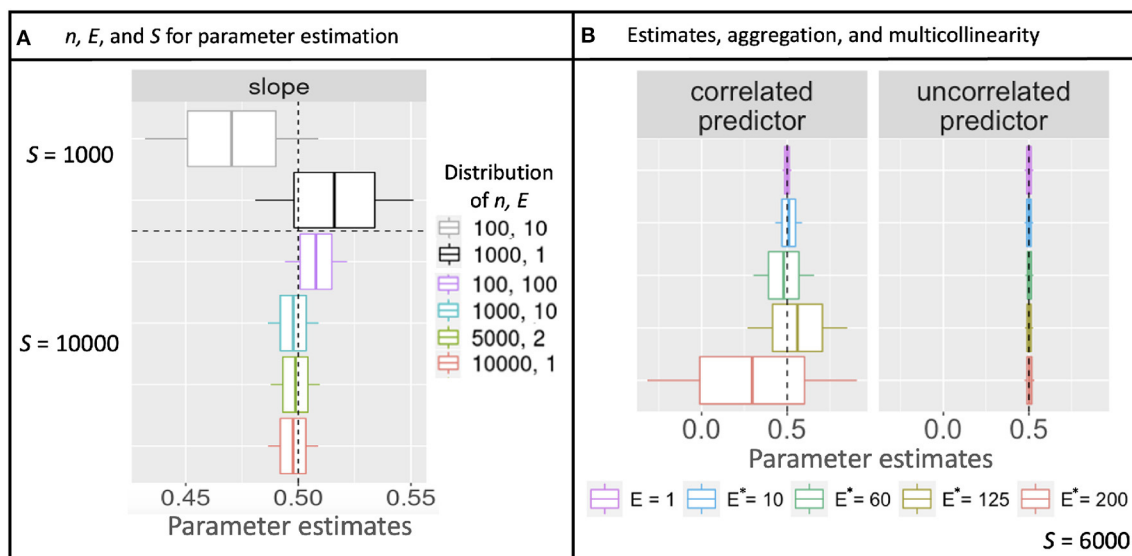 A n, E, and S for parameter estimation
slope
S = 1000
S = 10000
0.45 0.50 0.55
Parameter estimates
Distribution
of n, E
100, 10
1000, 1
100, 100
1000, 10
5000, 2
10000, 1
B Estimates, aggregation, and multicollinearity
correlated
predictor
uncorrelated
predictor
0.0 0.5 0.0 0.5
Parameter estimates
E = 1 E*= 10 E*= 60 E*= 125 E*= 200
S = 6000